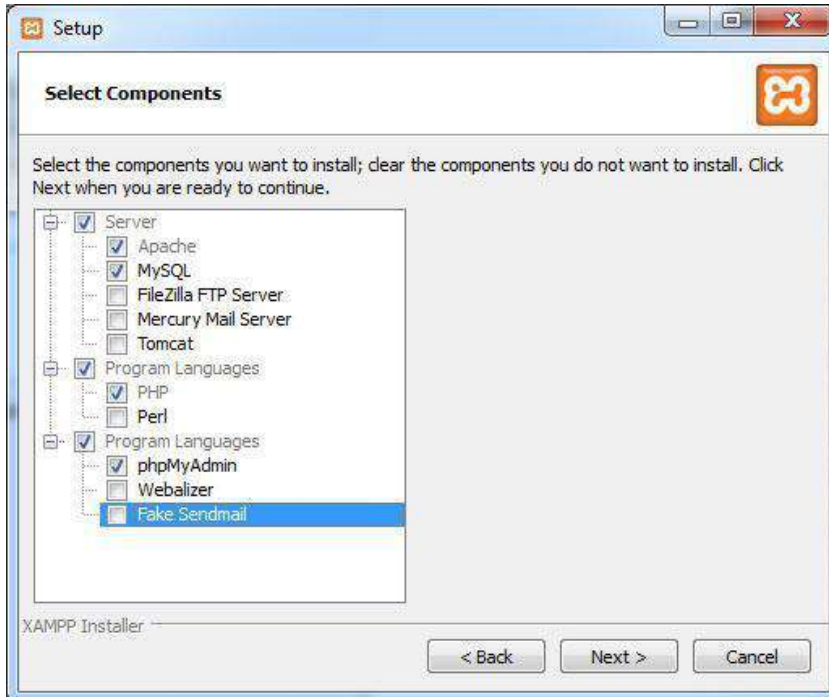 Setup
Select Components
Select the components you want to install; clear the components you do not want to install. Click
Next when you are ready to continue.
Server
Apache
MySQL
FileZilla FTP Server
Mercury Mail Server
Tomcat
Program Languages
PHP
Perl
Program Languages
phpMyAdmin
Webalizer
Fake Sendmail
XAMPP Installer
< Back
Next >
Cancel